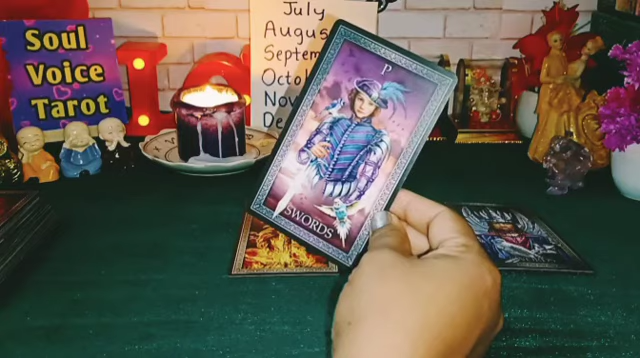 Soul
Voice
Tarot
July
Augus
Septem
Octo
Nov
De
P
SWORDS